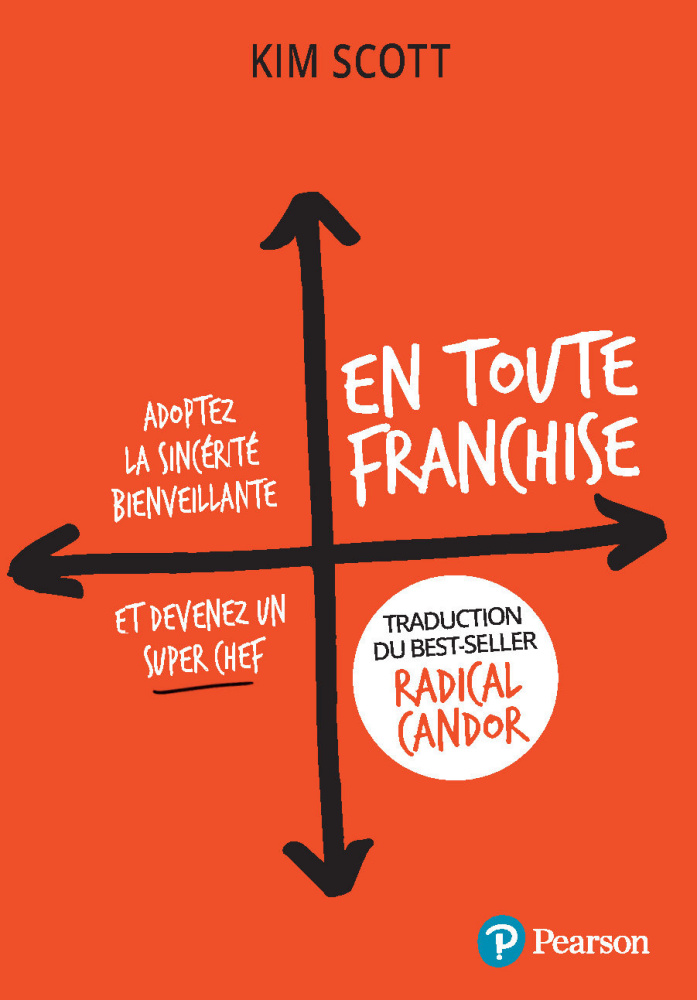 KIM SCOTT
EN TOUTE
FRANCHISE
ADOPTEZ
LA SINCÉRITÉ
BIENVEILLANTE
ET DEVENEZ UN
SUPER CHEF
TRADUCTION
DU BEST-SELLER
RADICAL
CANDOR
Pearson